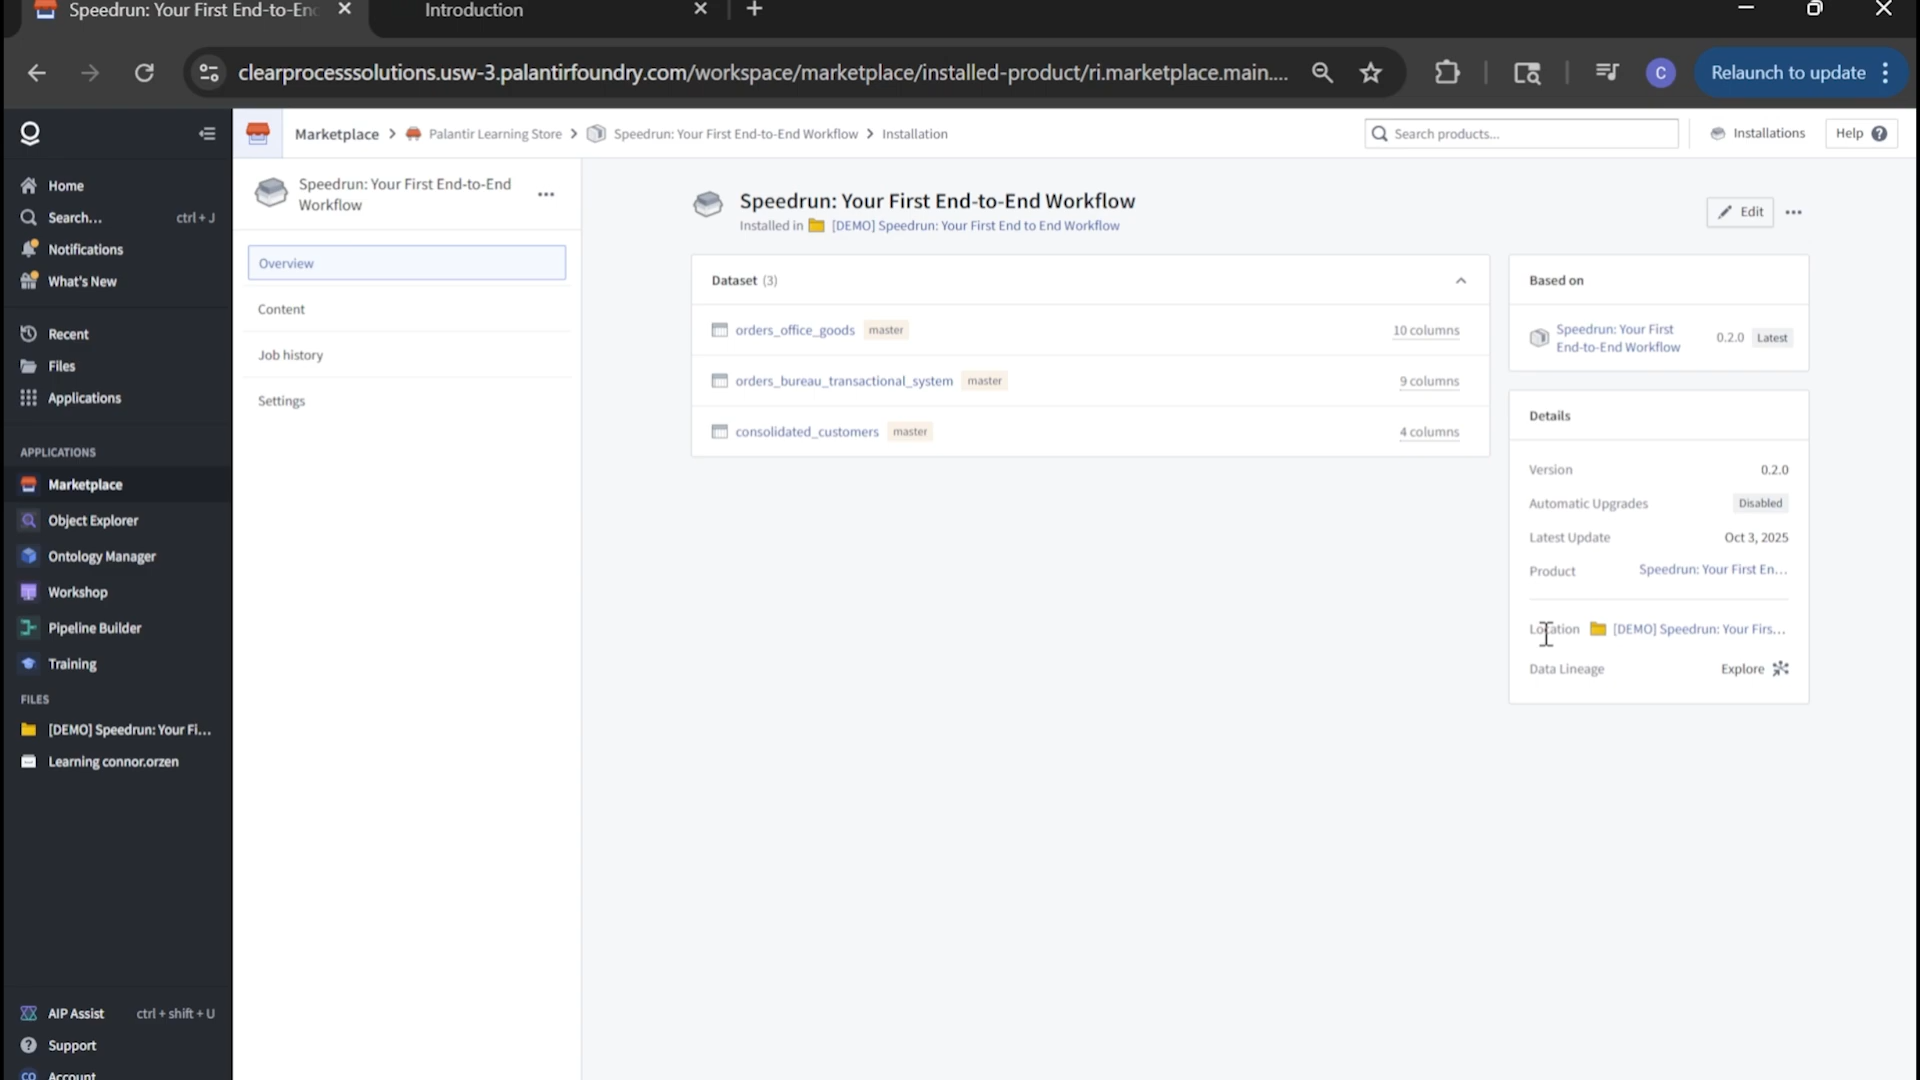 Speedrun: Your First End-to-End
Introduction
clearprocesssolutions.usw-3.palantirfoundry.com/workspace/marketplace/installed-product/ri.marketplace.main....
C
Relaunch to update
Marketplace > Palantir Learning Store > Speedrun: Your First End-to-End Workflow > Installation
Search products...
Installations
Help
Home
Search... ctrl + J
Notifications
What's New
Recent
Files
Applications
APPLICATIONS
Marketplace
Object Explorer
Ontology Manager
Workshop
Pipeline Builder
Training
FILES
[DEMO] Speedrun: Your Fi...
Learning connor.orzen
AIP Assist ctrl + shift + U
Support
CO Account
Speedrun: Your First End-to-End
Workflow
Overview
Content
Job history
Settings
Speedrun: Your First End-to-End Workflow
Installed in [DEMO] Speedrun: Your First End to End Workflow
Edit
Dataset (3)
orders_office_goods master 10 columns
orders_bureau_transactional_system master 9 columns
consolidated_customers master 4 columns
Based on
Speedrun: Your First
End-to-End Workflow 0.2.0 Latest
Details
Version 0.2.0
Automatic Upgrades Disabled
Latest Update Oct 3, 2025
Product Speedrun: Your First En...
Location [DEMO] Speedrun: Your Firs...
Data Lineage Explore